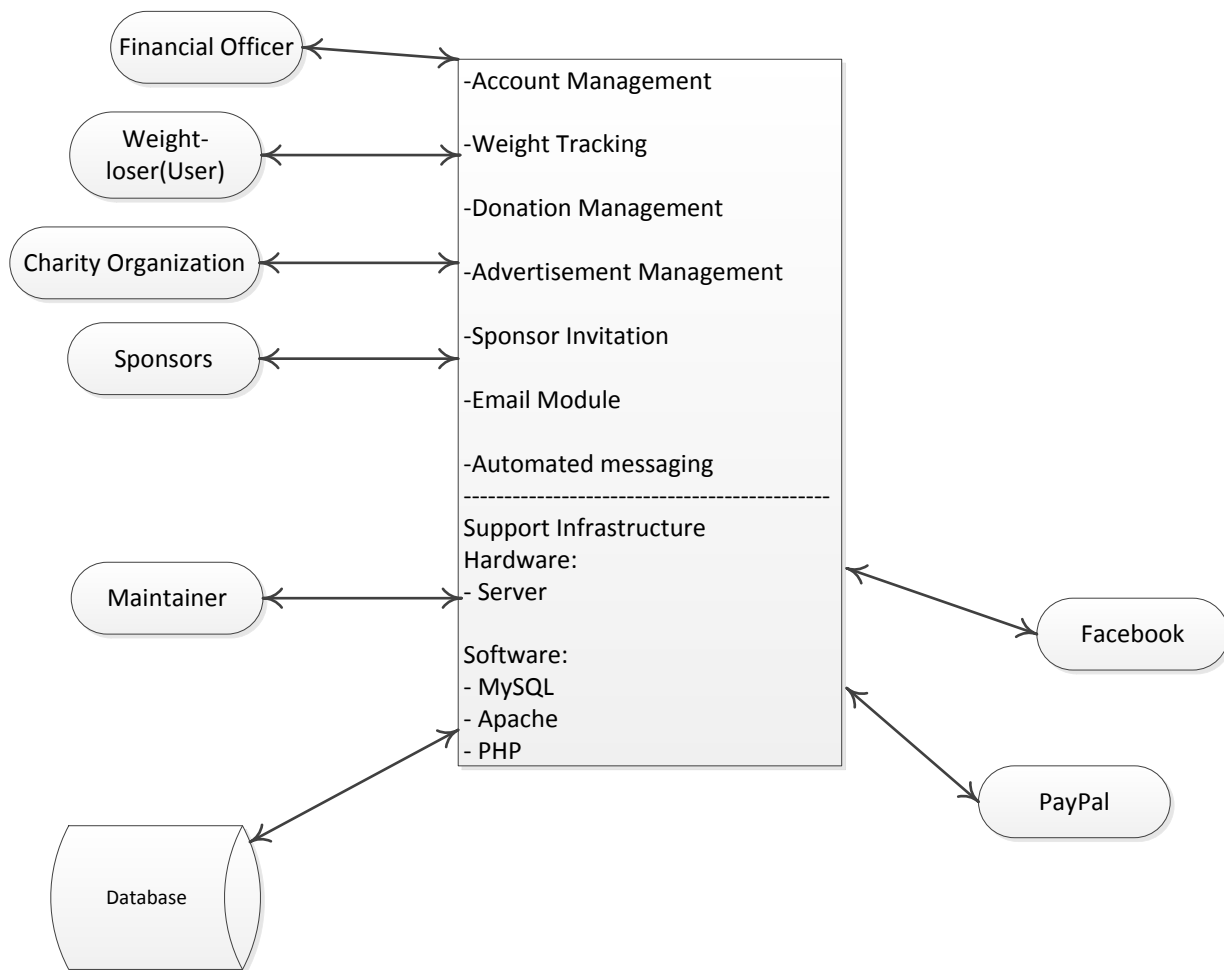 Financial Officer
Weight-
loser(User)
Charity Organization
Sponsors
Maintainer
Database
-Account Management
-Weight Tracking
-Donation Management
-Advertisement Management
-Sponsor Invitation
-Email Module
-Automated messaging
--------------------------------------------
Support Infrastructure
Hardware:
- Server
Software:
- MySQL
- Apache
- PHP
Facebook
PayPal